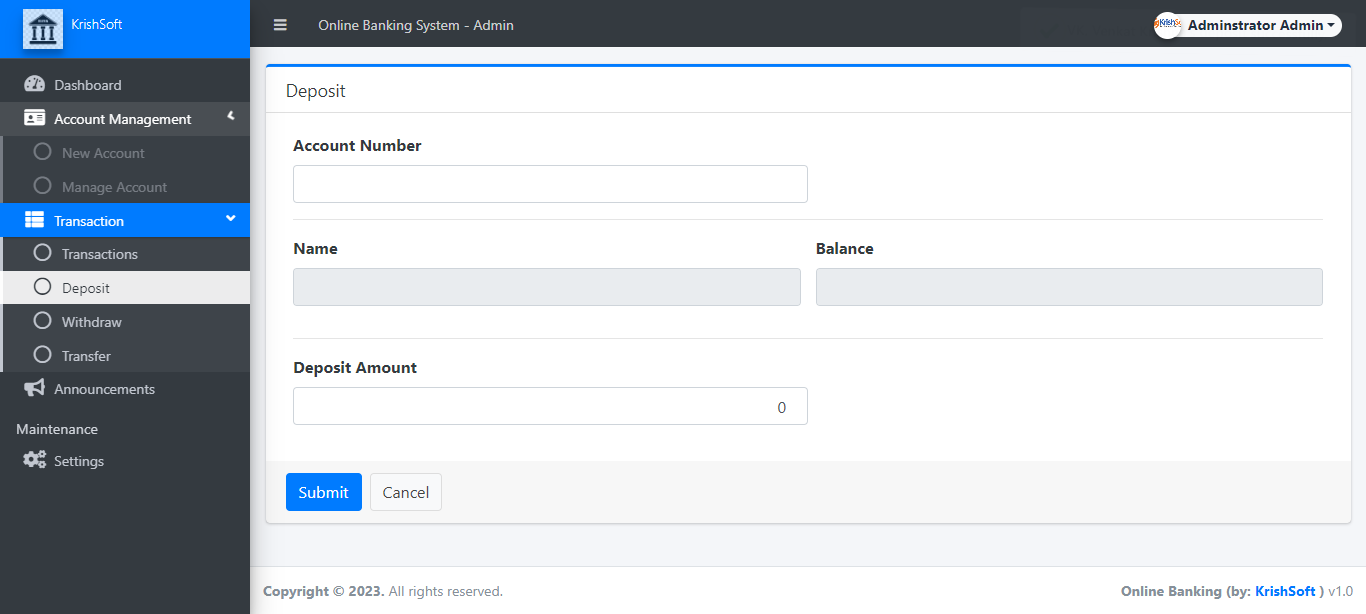 KrishSoft
Online Banking System - Admin
Adminstrator Admin
Dashboard
Account Management
New Account
Manage Account
Transaction
Transactions
Deposit
Withdraw
Transfer
Announcements
Maintenance
Settings
Deposit
Account Number
Name
Balance
Deposit Amount
0
Submit
Cancel
Copyright © 2023. All rights reserved.
Online Banking (by: KrishSoft ) v1.0